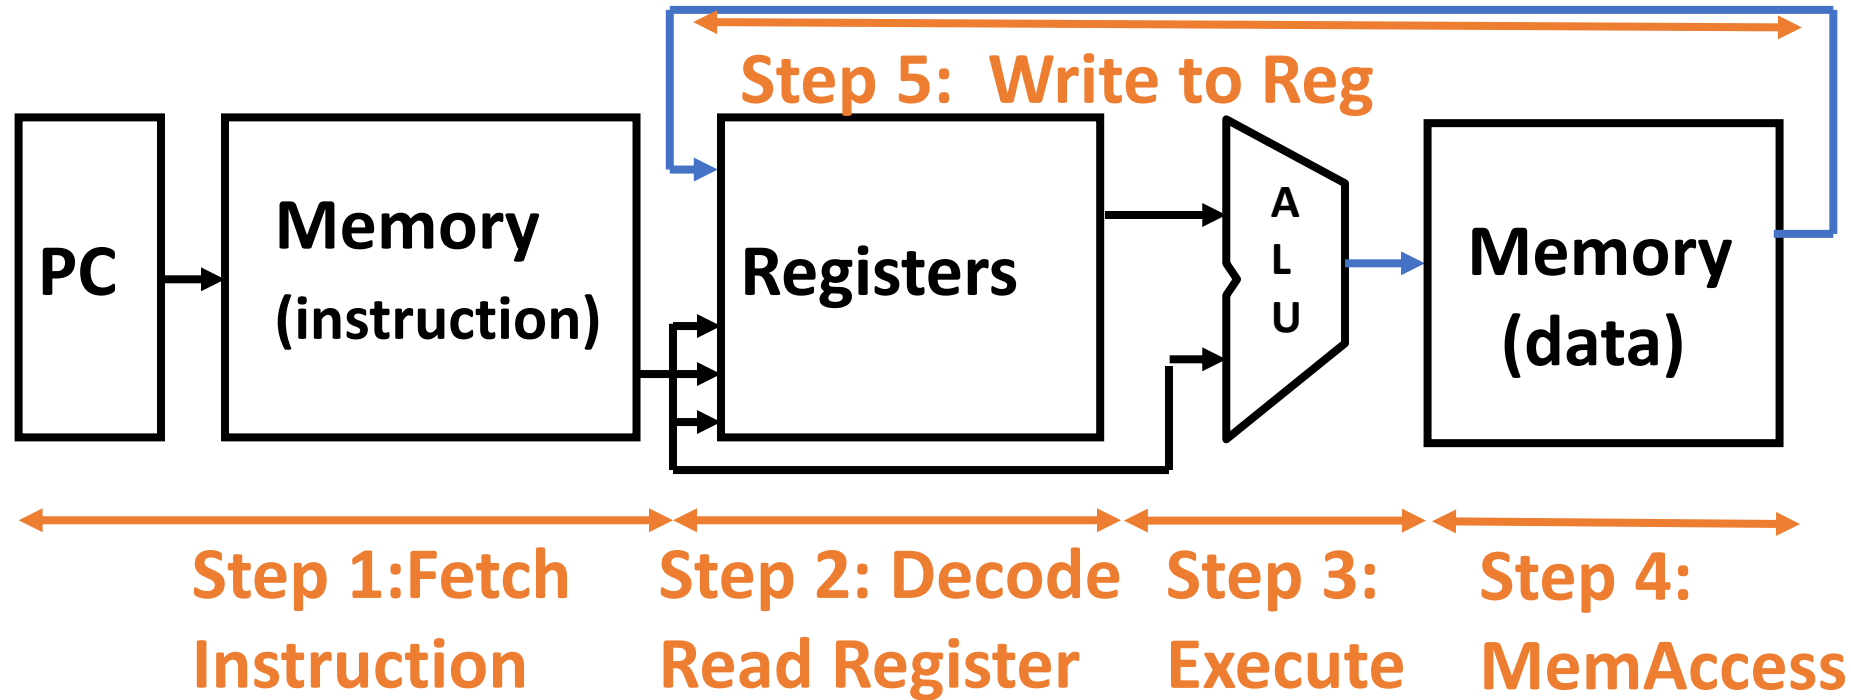 Step 5:  Write to Reg
PC
Memory
(instruction)
Registers
A
L
U
Memory
(data)
Step 1:Fetch
Instruction
Step 2: Decode
Read Register
Step 3:
Execute
Step 4:
MemAccess